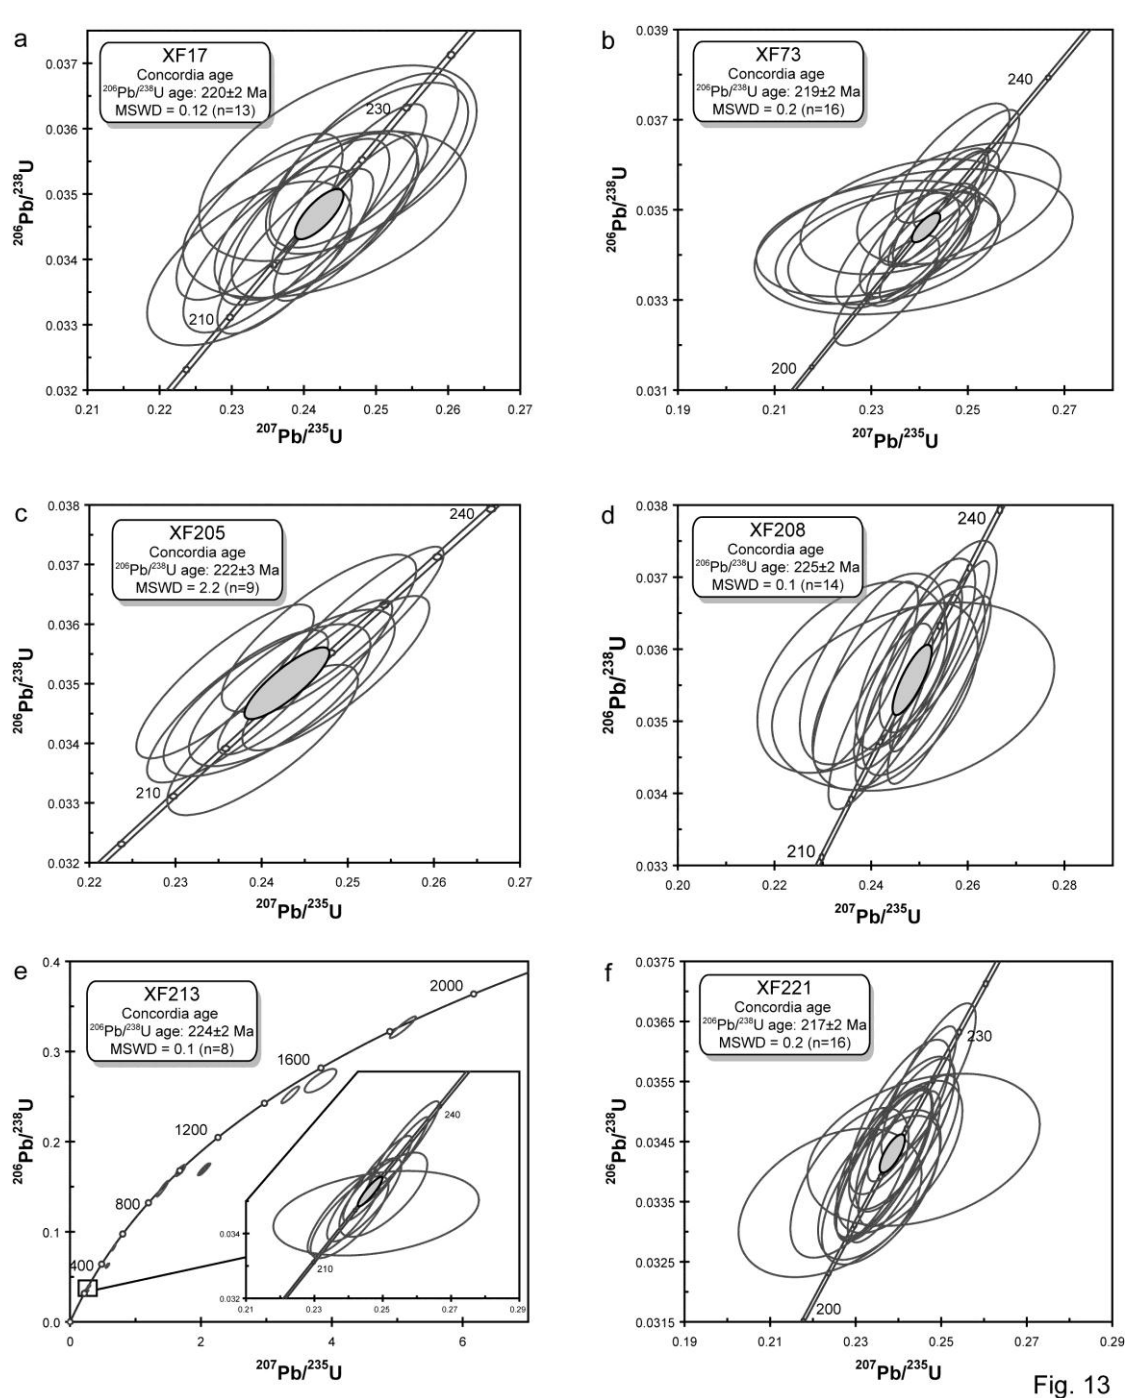 a
XF17
Concordia age
²⁰⁶Pb/²³⁸U age: 220±2 Ma
MSWD = 0.12 (n=13)
230
210
0.037
0.036
0.035
0.034
0.033
0.032
0.21 0.22 0.23 0.24 0.25 0.26 0.27
²⁰⁶Pb/²³⁸U
²⁰⁷Pb/²³⁵U
b
XF73
Concordia age
²⁰⁶Pb/²³⁸U age: 219±2 Ma
MSWD = 0.2 (n=16)
240
200
0.039
0.037
0.035
0.033
0.031
0.19 0.21 0.23 0.25 0.27
²⁰⁶Pb/²³⁸U
²⁰⁷Pb/²³⁵U
c
XF205
Concordia age
²⁰⁶Pb/²³⁸U age: 222±3 Ma
MSWD = 2.2 (n=9)
240
210
0.038
0.037
0.036
0.035
0.034
0.033
0.032
0.22 0.23 0.24 0.25 0.26 0.27
²⁰⁶Pb/²³⁸U
²⁰⁷Pb/²³⁵U
d
XF208
Concordia age
²⁰⁶Pb/²³⁸U age: 225±2 Ma
MSWD = 0.1 (n=14)
240
210
0.038
0.037
0.036
0.035
0.034
0.033
0.20 0.22 0.24 0.26 0.28
²⁰⁶Pb/²³⁸U
²⁰⁷Pb/²³⁵U
e
XF213
Concordia age
²⁰⁶Pb/²³⁸U age: 224±2 Ma
MSWD = 0.1 (n=8)
2000
1600
1200
800
400
0.4
0.3
0.2
0.1
0.0
0 2 4 6
²⁰⁶Pb/²³⁸U
²⁰⁷Pb/²³⁵U
240
210
0.034
0.032
0.21 0.23 0.25 0.27 0.29
f
XF221
Concordia age
²⁰⁶Pb/²³⁸U age: 217±2 Ma
MSWD = 0.2 (n=16)
230
200
0.0375
0.0365
0.0355
0.0345
0.0335
0.0325
0.0315
0.19 0.21 0.23 0.25 0.27 0.29
²⁰⁶Pb/²³⁸U
²⁰⁷Pb/²³⁵U
Fig. 13